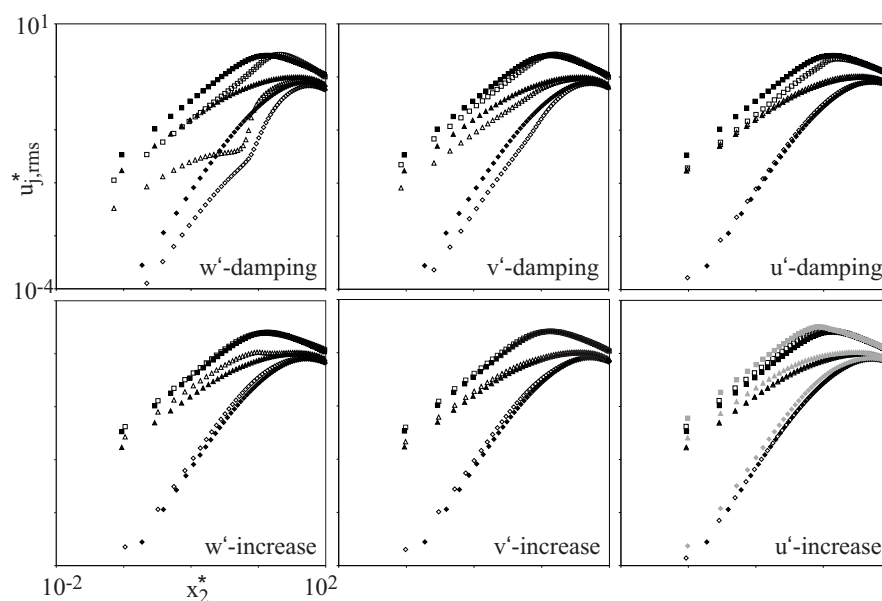 10^1
u*_j,rms
w‘-damping
v‘-damping
u‘-damping
10^-4
w‘-increase
v‘-increase
u‘-increase
10^-2
x*_2
10^2